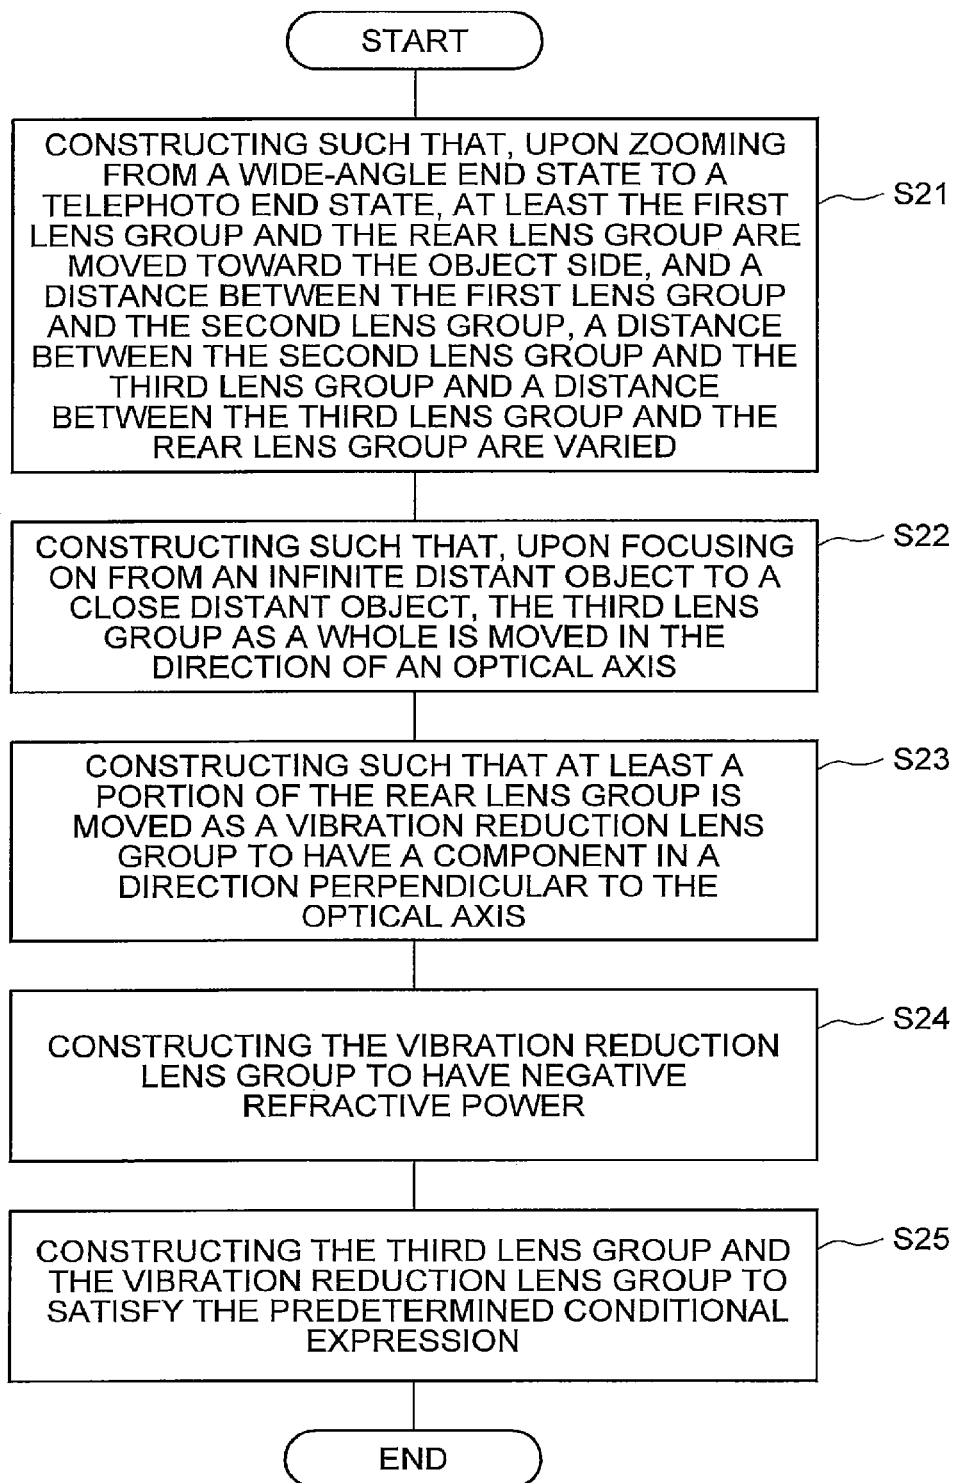 START
CONSTRUCTING SUCH THAT, UPON ZOOMING
FROM A WIDE-ANGLE END STATE TO A
TELEPHOTO END STATE, AT LEAST THE FIRST
LENS GROUP AND THE REAR LENS GROUP ARE
MOVED TOWARD THE OBJECT SIDE, AND A
DISTANCE BETWEEN THE FIRST LENS GROUP
AND THE SECOND LENS GROUP, A DISTANCE
BETWEEN THE SECOND LENS GROUP AND THE
THIRD LENS GROUP AND A DISTANCE
BETWEEN THE THIRD LENS GROUP AND THE
REAR LENS GROUP ARE VARIED
S21
CONSTRUCTING SUCH THAT, UPON FOCUSING
ON FROM AN INFINITE DISTANT OBJECT TO A
CLOSE DISTANT OBJECT, THE THIRD LENS
GROUP AS A WHOLE IS MOVED IN THE
DIRECTION OF AN OPTICAL AXIS
S22
CONSTRUCTING SUCH THAT AT LEAST A
PORTION OF THE REAR LENS GROUP IS
MOVED AS A VIBRATION REDUCTION LENS
GROUP TO HAVE A COMPONENT IN A
DIRECTION PERPENDICULAR TO THE
OPTICAL AXIS
S23
CONSTRUCTING THE VIBRATION REDUCTION
LENS GROUP TO HAVE NEGATIVE
REFRACTIVE POWER
S24
CONSTRUCTING THE THIRD LENS GROUP AND
THE VIBRATION REDUCTION LENS GROUP TO
SATISFY THE PREDETERMINED CONDITIONAL
EXPRESSION
S25
END